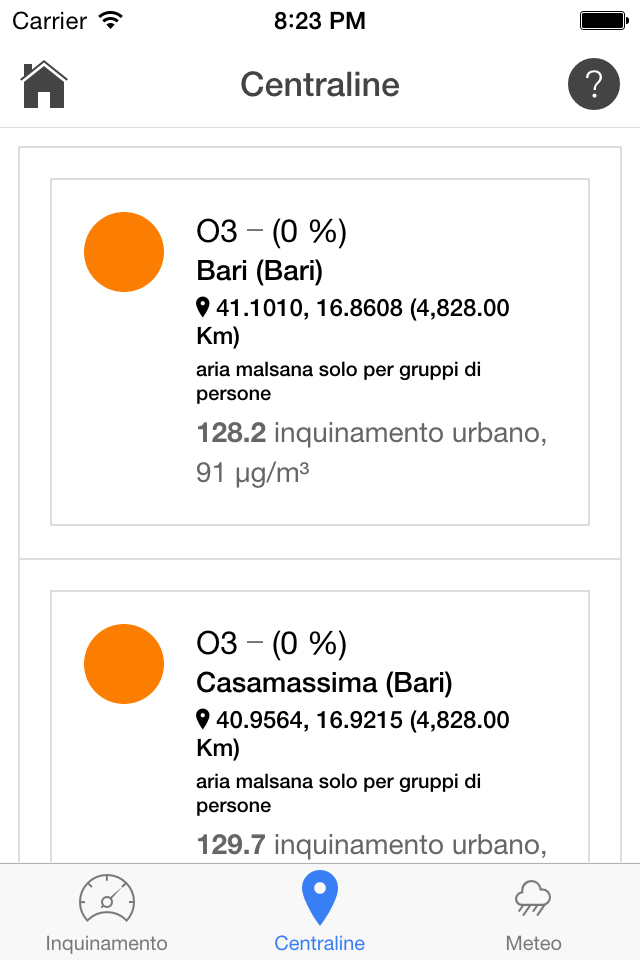 Carrier 8:23 PM
Centraline ?
O3 – (0 %)
Bari (Bari)
41.1010, 16.8608 (4,828.00
Km)
aria malsana solo per gruppi di
persone
128.2 inquinamento urbano,
91 µg/m³
O3 – (0 %)
Casamassima (Bari)
40.9564, 16.9215 (4,828.00
Km)
aria malsana solo per gruppi di
persone
129.7 inquinamento urbano,
Inquinamento Centraline Meteo